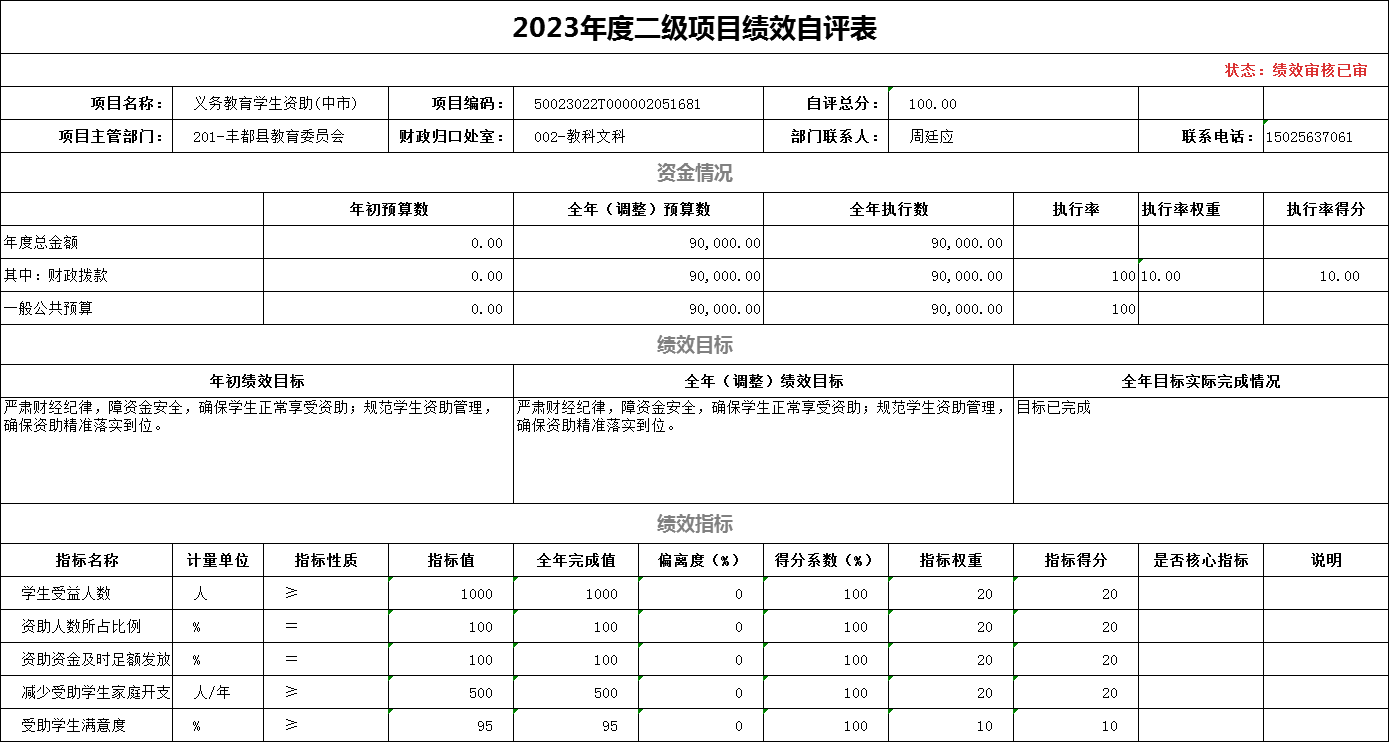 2023年度二级项目绩效自评表
状态：绩效审核已审
项目名称： 义务教育学生资助(中市) 项目编码： 50023022T000002051681 自评总分： 100.00
项目主管部门： 201-丰都县教育委员会 财政归口处室： 002-教科文科 部门联系人： 周廷应 联系电话： 15025637061
资金情况
年初预算数 全年（调整）预算数 全年执行数 执行率 执行率权重 执行率得分
年度总金额 0.00 90,000.00 90,000.00
其中：财政拨款 0.00 90,000.00 90,000.00 100 10.00 10.00
一般公共预算 0.00 90,000.00 90,000.00 100
绩效目标
年初绩效目标 全年（调整）绩效目标 全年目标实际完成情况
严肃财经纪律，障资金安全，确保学生正常享受资助；规范学生资助管理，
确保资助精准落实到位。
严肃财经纪律，障资金安全，确保学生正常享受资助；规范学生资助管理，
确保资助精准落实到位。
目标已完成
绩效指标
指标名称 计量单位 指标性质 指标值 全年完成值 偏离度（%） 得分系数（%） 指标权重 指标得分 是否核心指标 说明
学生受益人数 人 ≥ 1000 1000 0 100 20 20
资助人数所占比例 % ＝ 100 100 0 100 20 20
资助资金及时足额发放 % ＝ 100 100 0 100 20 20
减少受助学生家庭开支 人/年 ≥ 500 500 0 100 20 20
受助学生满意度 % ≥ 95 95 0 100 10 10